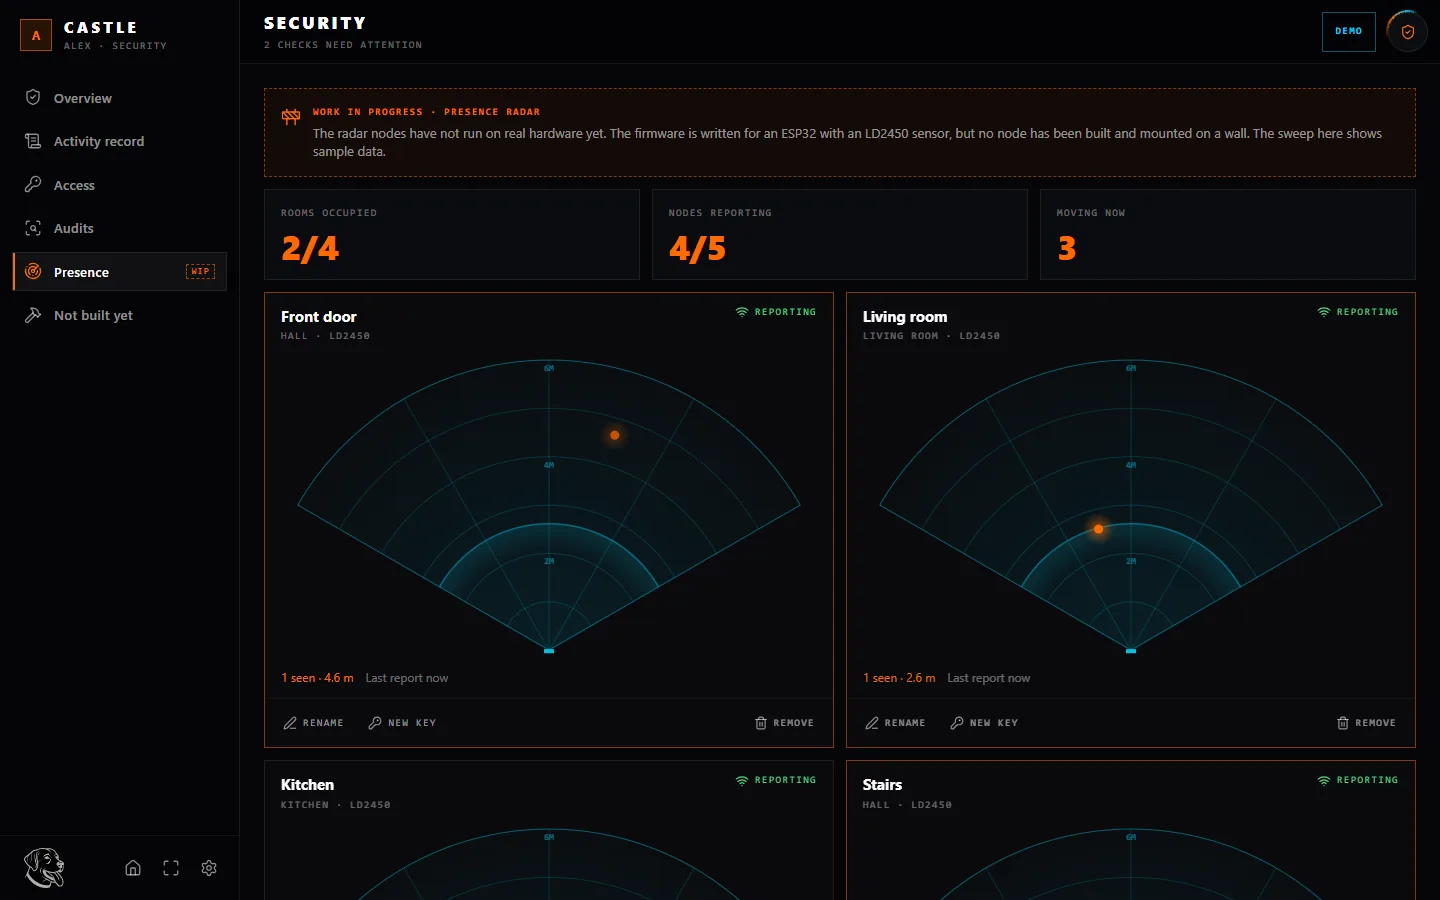 A
CASTLE
ALEX · SECURITY
Overview
Activity record
Access
Audits
Presence
WIP
Not built yet
SECURITY
2 CHECKS NEED ATTENTION
DEMO
WORK IN PROGRESS · PRESENCE RADAR
The radar nodes have not run on real hardware yet. The firmware is written for an ESP32 with an LD2450 sensor, but no node has been built and mounted on a wall. The sweep here shows
sample data.
ROOMS OCCUPIED
2/4
NODES REPORTING
4/5
MOVING NOW
3
Front door
REPORTING
HALL · LD2450
6M
4M
2M
1 seen · 4.6 m Last report now
RENAME
NEW KEY
REMOVE
Living room
REPORTING
LIVING ROOM · LD2450
6M
4M
2M
1 seen · 2.6 m Last report now
RENAME
NEW KEY
REMOVE
Kitchen
REPORTING
KITCHEN · LD2450
6M
Stairs
REPORTING
HALL · LD2450
6M